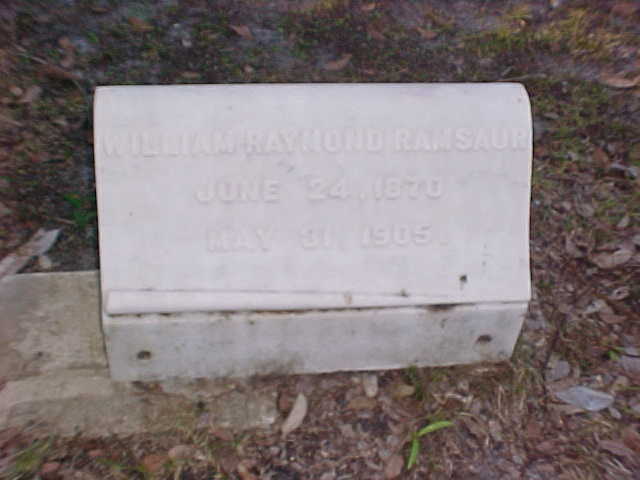 WILLIAM RAYMOND RAMSAUR
JUNE 24, 1870
MAY 31, 1905.